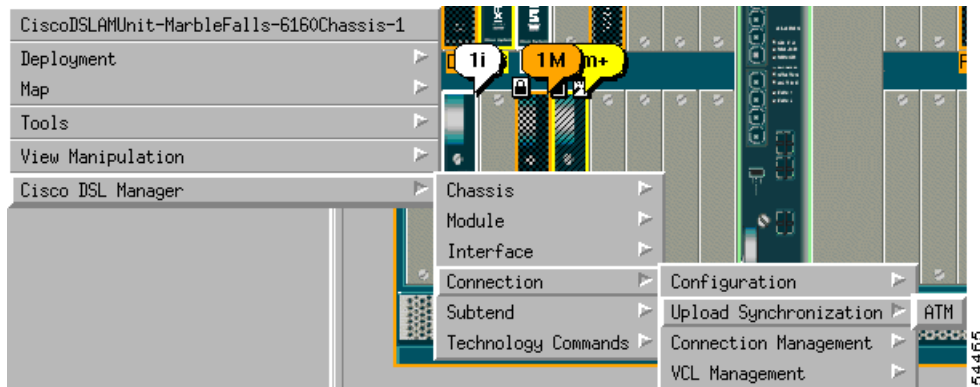 CiscoDSLAMUnit-MarbleFalls-6160Chassis-1
Deployment
Map
Tools
View Manipulation
Cisco DSL Manager
1i
1M
m+
Chassis
Module
Interface
Connection
Subtend
Technology Commands
Configuration
Upload Synchronization
Connection Management
VCL Management
ATM
54465